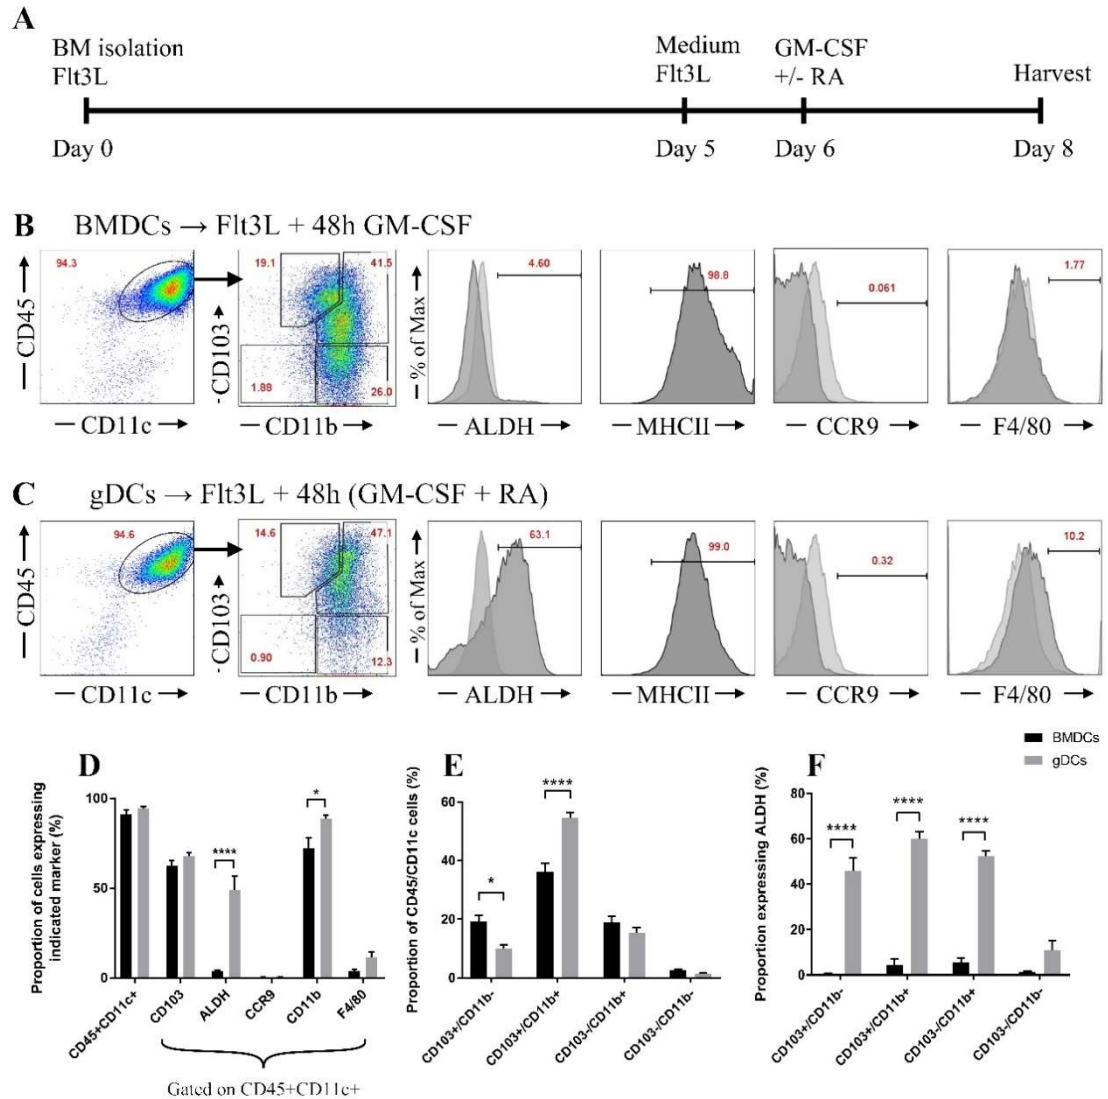 A
BM isolation
Flt3L
Medium
Flt3L
GM-CSF
+/- RA
Harvest
Day 0
Day 5
Day 6
Day 8
B BMDCs → Flt3L + 48h GM-CSF
94.3
19.1
41.5
1.88
26.0
4.60
98.8
0.061
1.77
CD45 →
CD103 →
% of Max →
CD11c →
CD11b →
ALDH →
MHCII →
CCR9 →
F4/80 →
C gDCs → Flt3L + 48h (GM-CSF + RA)
94.6
14.6
47.1
0.90
12.3
63.1
99.0
0.32
10.2
CD45 →
CD103 →
% of Max →
CD11c →
CD11b →
ALDH →
MHCII →
CCR9 →
F4/80 →
BMDCs
gDCs
D
Proportion of cells expressing
indicated marker (%)
100
50
0
****
*
CD45+CD11c+
CD103
ALDH
CCR9
CD11b
F4/80
Gated on CD45+CD11c+
E
Proportion of CD45/CD11c cells (%)
60
40
20
0
*
****
CD103+/CD11b-
CD103+/CD11b+
CD103-/CD11b+
CD103-/CD11b-
F
Proportion expressing ALDH (%)
80
60
40
20
0
****
****
****
CD103+/CD11b-
CD103+/CD11b+
CD103-/CD11b+
CD103-/CD11b-